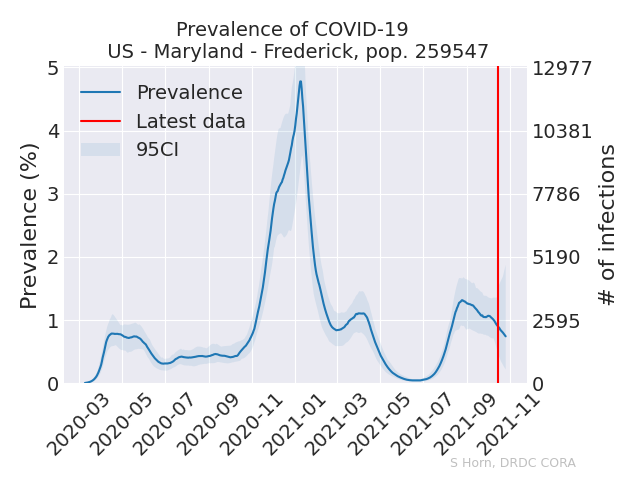 Prevalence of COVID-19
US - Maryland - Frederick, pop. 259547
5
4
3
2
1
0
Prevalence (%)
12977
10381
7786
5190
2595
0
# of infections
Prevalence
Latest data
95CI
2020-03
2020-05
2020-07
2020-09
2020-11
2021-01
2021-03
2021-05
2021-07
2021-09
2021-11
S Horn, DRDC CORA